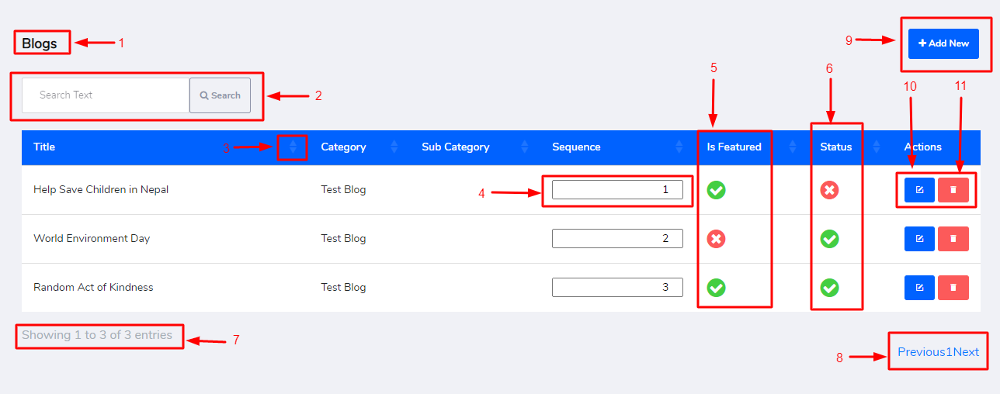 Blogs
1
9
Add New
Search Text
Search
2
5
6
10
11
Title
3
Category
Sub Category
Sequence
Is Featured
Status
Actions
Help Save Children in Nepal
Test Blog
4
1
World Environment Day
Test Blog
2
Random Act of Kindness
Test Blog
3
Showing 1 to 3 of 3 entries
7
8
Previous1Next